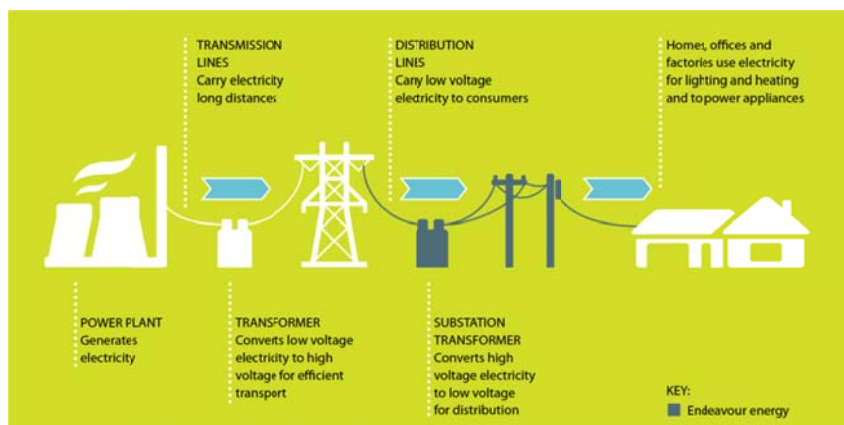 TRANSMISSION
LINES
Carry electricity
long distances
DISTRIBUTION
LINES
Carry low voltage
electricity to consumers
Homes, offices and
factories use electricity
for lighting and heating
and to power appliances
POWER PLANT
Generates
electricity
TRANSFORMER
Converts low voltage
electricity to high
voltage for efficient
transport
SUBSTATION
TRANSFORMER
Converts high
voltage electricity
to low voltage
for distribution
KEY:
Endeavour energy